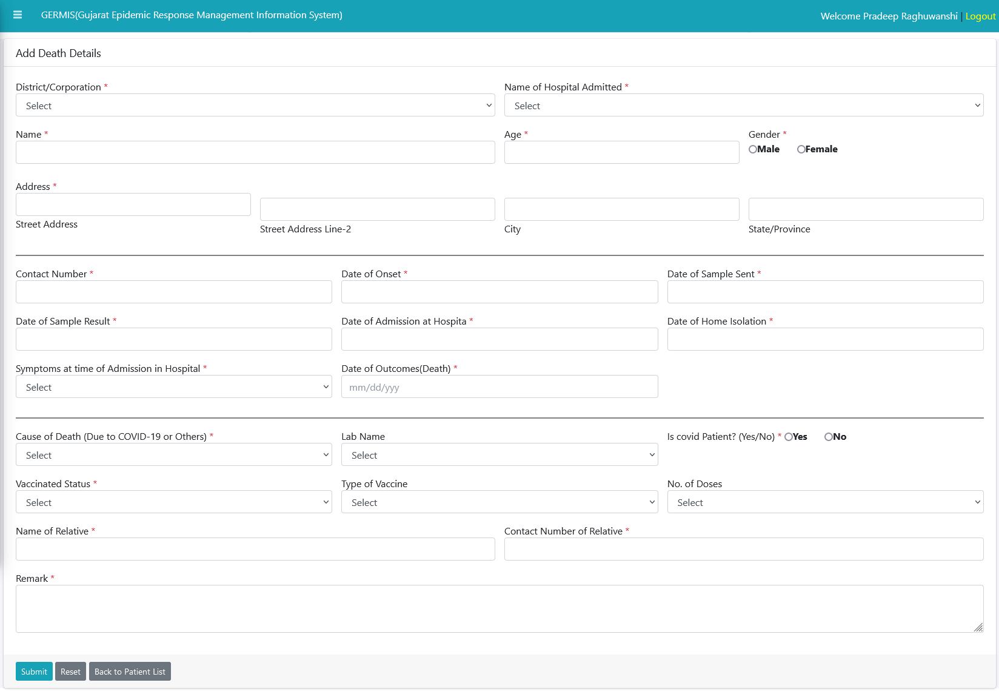 GERMIS(Gujarat Epidemic Response Management Information System)
Welcome Pradeep Raghuwanshi | Logout
Add Death Details
District/Corporation *
Name of Hospital Admitted *
Select
Select
Name *
Age *
Gender *
Male
Female
Address *
Street Address
Street Address Line-2
City
State/Province
Contact Number *
Date of Onset *
Date of Sample Sent *
Date of Sample Result *
Date of Admission at Hospita *
Date of Home Isolation *
Symptoms at time of Admission in Hospital *
Date of Outcomes(Death) *
Select
mm/dd/yyy
Cause of Death (Due to COVID-19 or Others) *
Lab Name
Is covid Patient? (Yes/No) * Yes No
Select
Select
Vaccinated Status *
Type of Vaccine
No. of Doses
Select
Select
Select
Name of Relative *
Contact Number of Relative *
Remark *
Submit
Reset
Back to Patient List